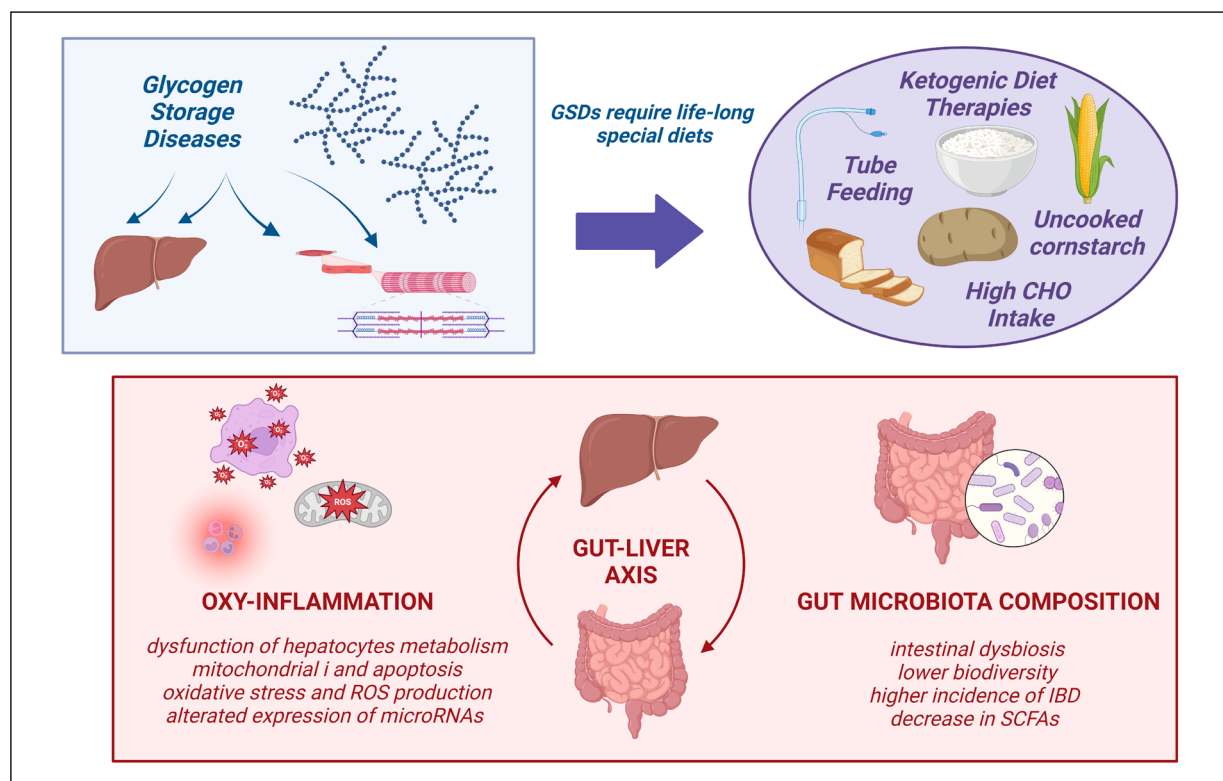 Glycogen
Storage
Diseases
GSDs require life-long
special diets
Ketogenic Diet
Therapies
Tube
Feeding
Uncooked
cornstarch
High CHO
Intake
ROS
GUT-LIVER
AXIS
OXY-INFLAMMATION
dysfunction of hepatocytes metabolism
mitochondrial i and apoptosis
oxidative stress and ROS production
alterated expression of microRNAs
GUT MICROBIOTA COMPOSITION
intestinal dysbiosis
lower biodiversity
higher incidence of IBD
decrease in SCFAs